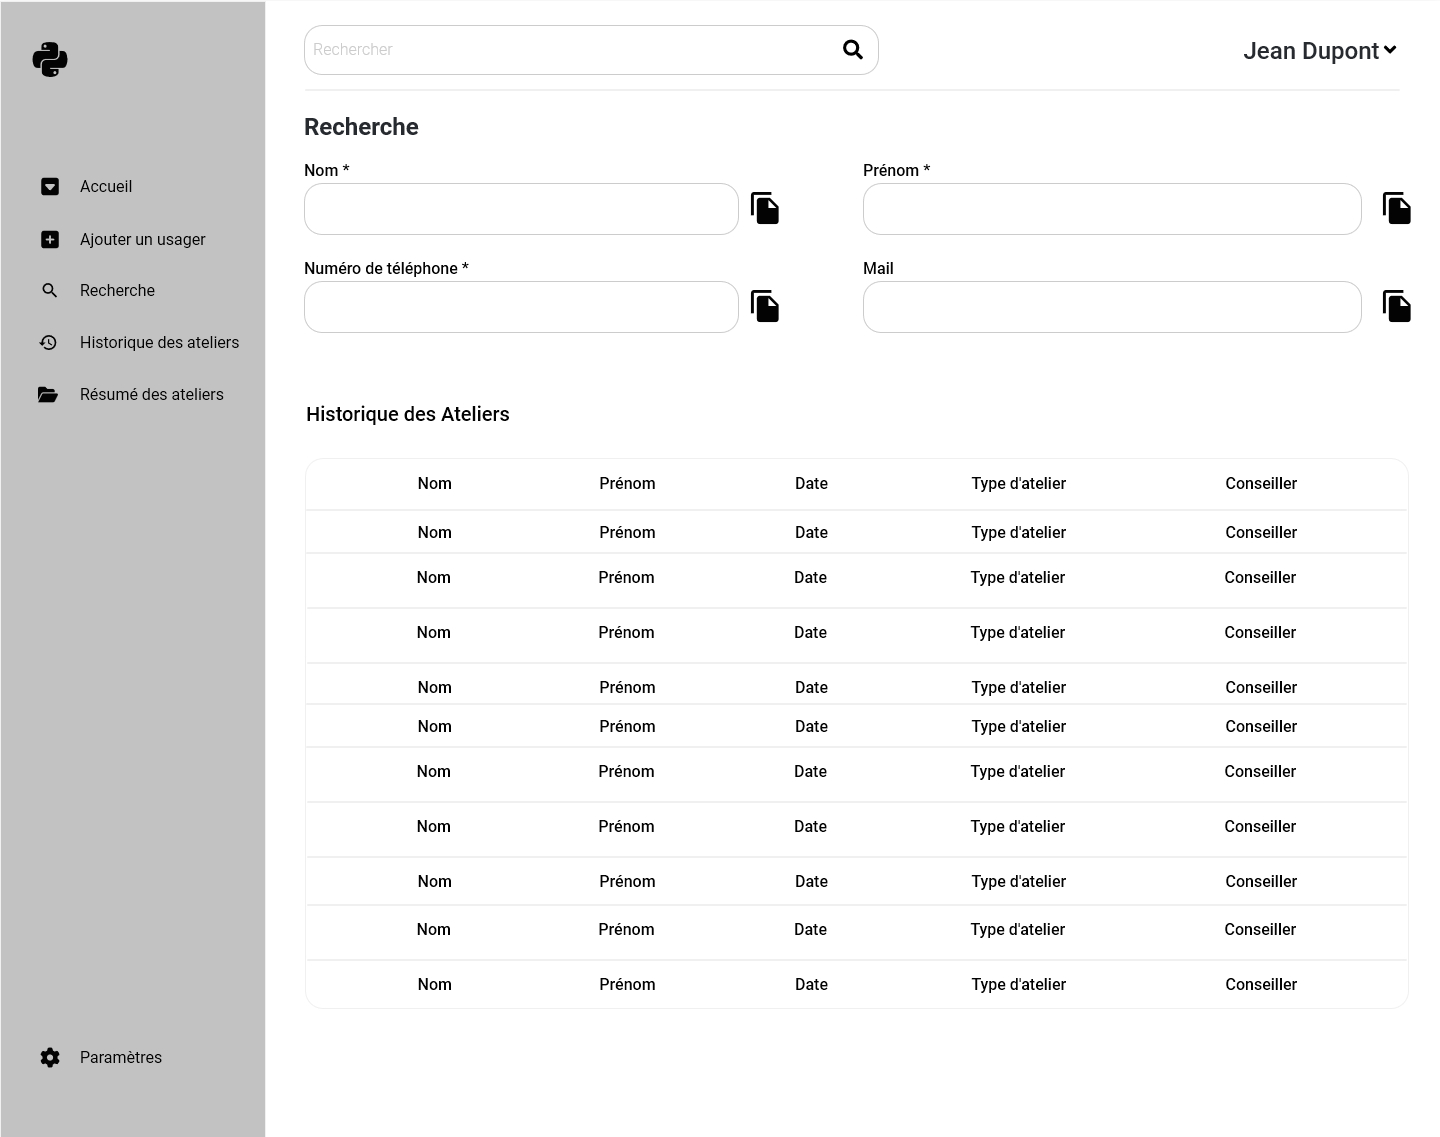 Rechercher
Jean Dupont
Accueil
Ajouter un usager
Recherche
Historique des ateliers
Résumé des ateliers
Paramètres
Recherche
Nom *
Prénom *
Numéro de téléphone *
Mail
Historique des Ateliers
Nom Prénom Date Type d'atelier Conseiller
Nom Prénom Date Type d'atelier Conseiller
Nom Prénom Date Type d'atelier Conseiller
Nom Prénom Date Type d'atelier Conseiller
Nom Prénom Date Type d'atelier Conseiller
Nom Prénom Date Type d'atelier Conseiller
Nom Prénom Date Type d'atelier Conseiller
Nom Prénom Date Type d'atelier Conseiller
Nom Prénom Date Type d'atelier Conseiller
Nom Prénom Date Type d'atelier Conseiller
Nom Prénom Date Type d'atelier Conseiller